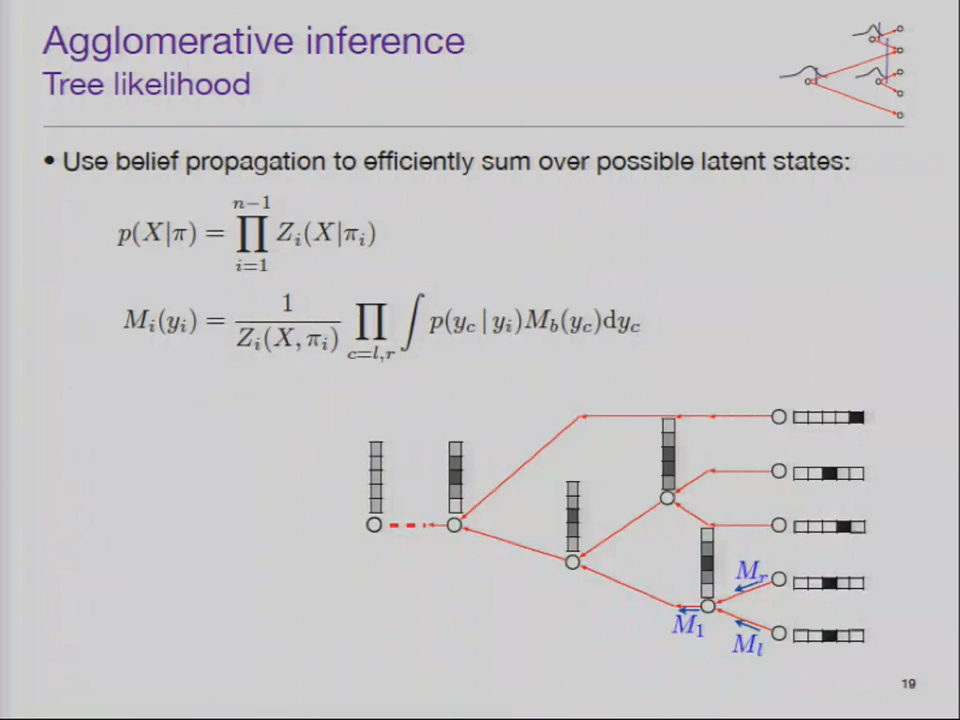 Agglomerative inference
Tree likelihood
• Use belief propagation to efficiently sum over possible latent states:
p(X|π) = ∏_{i=1}^{n−1} Z_i(X|π_i)
M_i(y_i) = \frac{1}{Z_i(X, π_i)} ∏_{c=l,r} ∫ p(y_c | y_i)M_b(y_c)dy_c
M_r
M_1
M_l
19